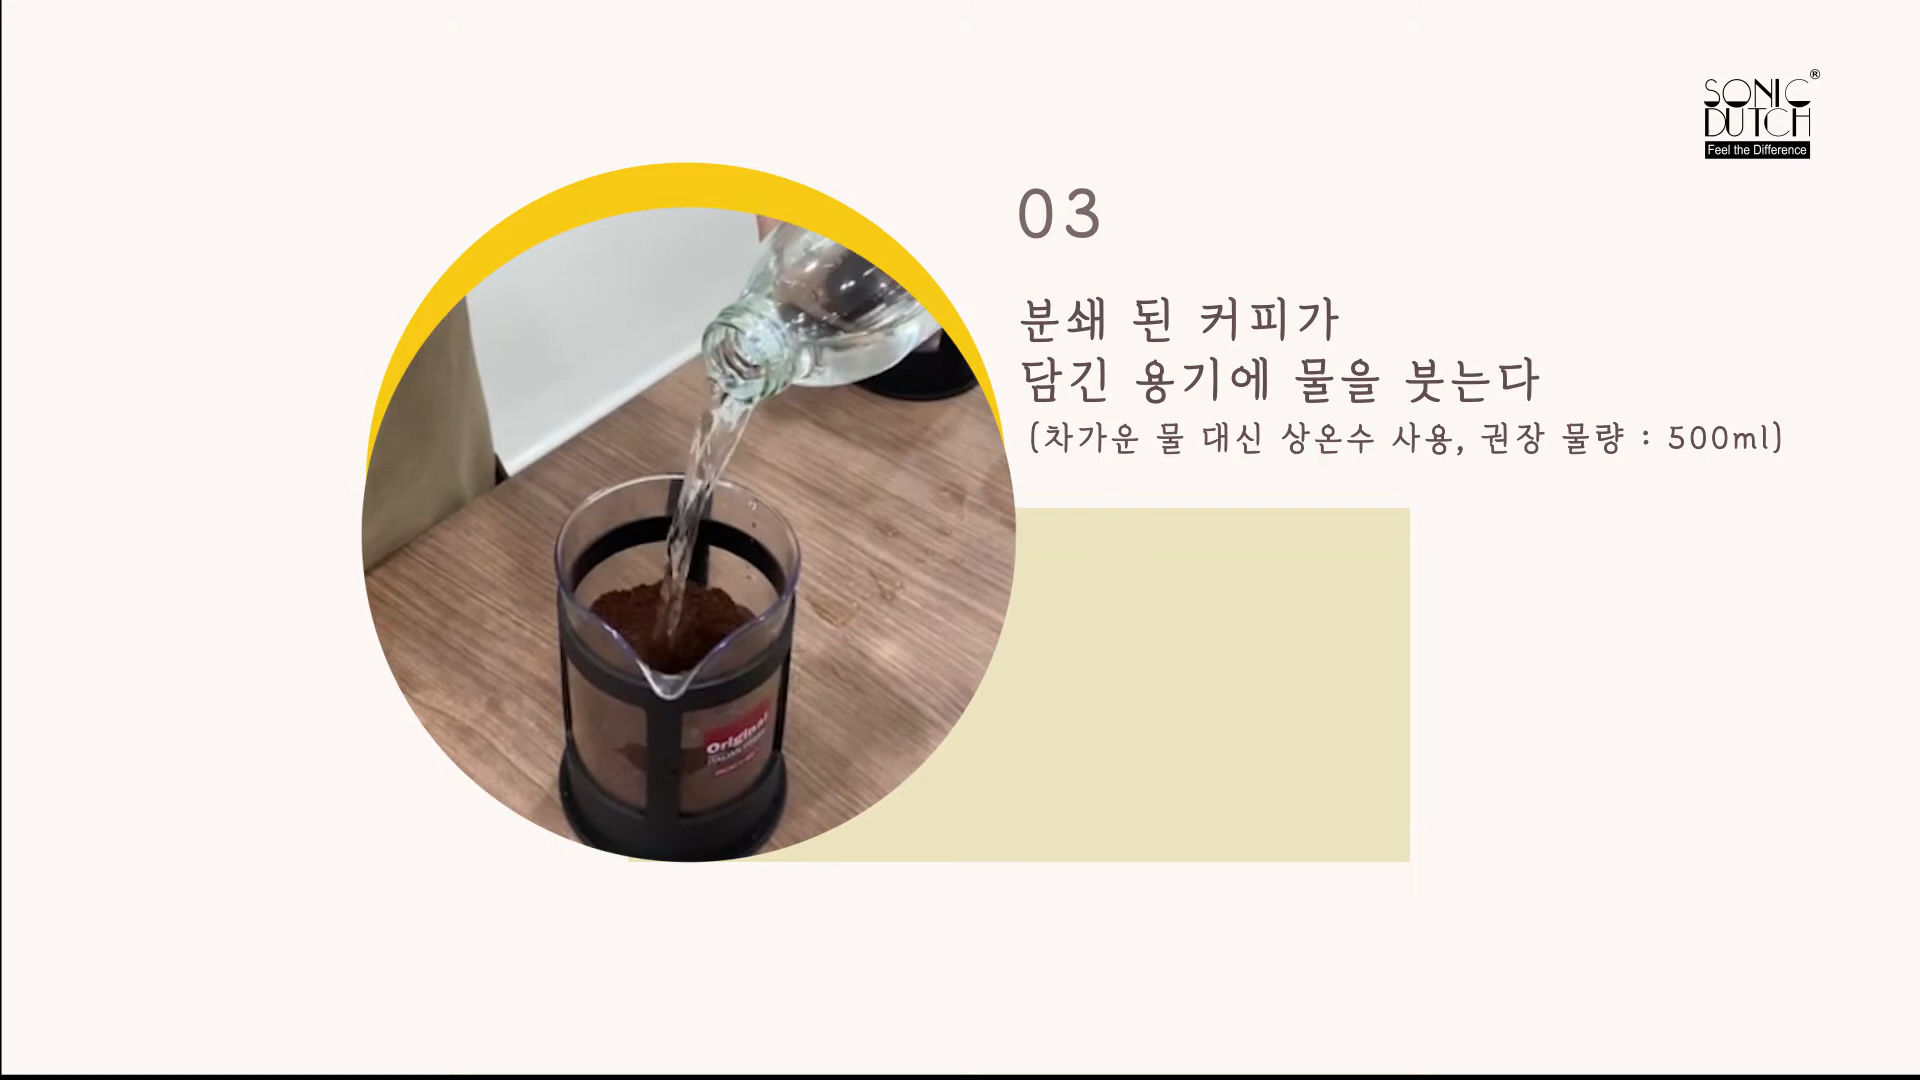 SONIC
DUTCH
®
Feel the Difference
03
분쇄 된 커피가
담긴 용기에 물을 붓는다
(차가운 물 대신 상온수 사용, 권장 물량 : 500ml)
Original